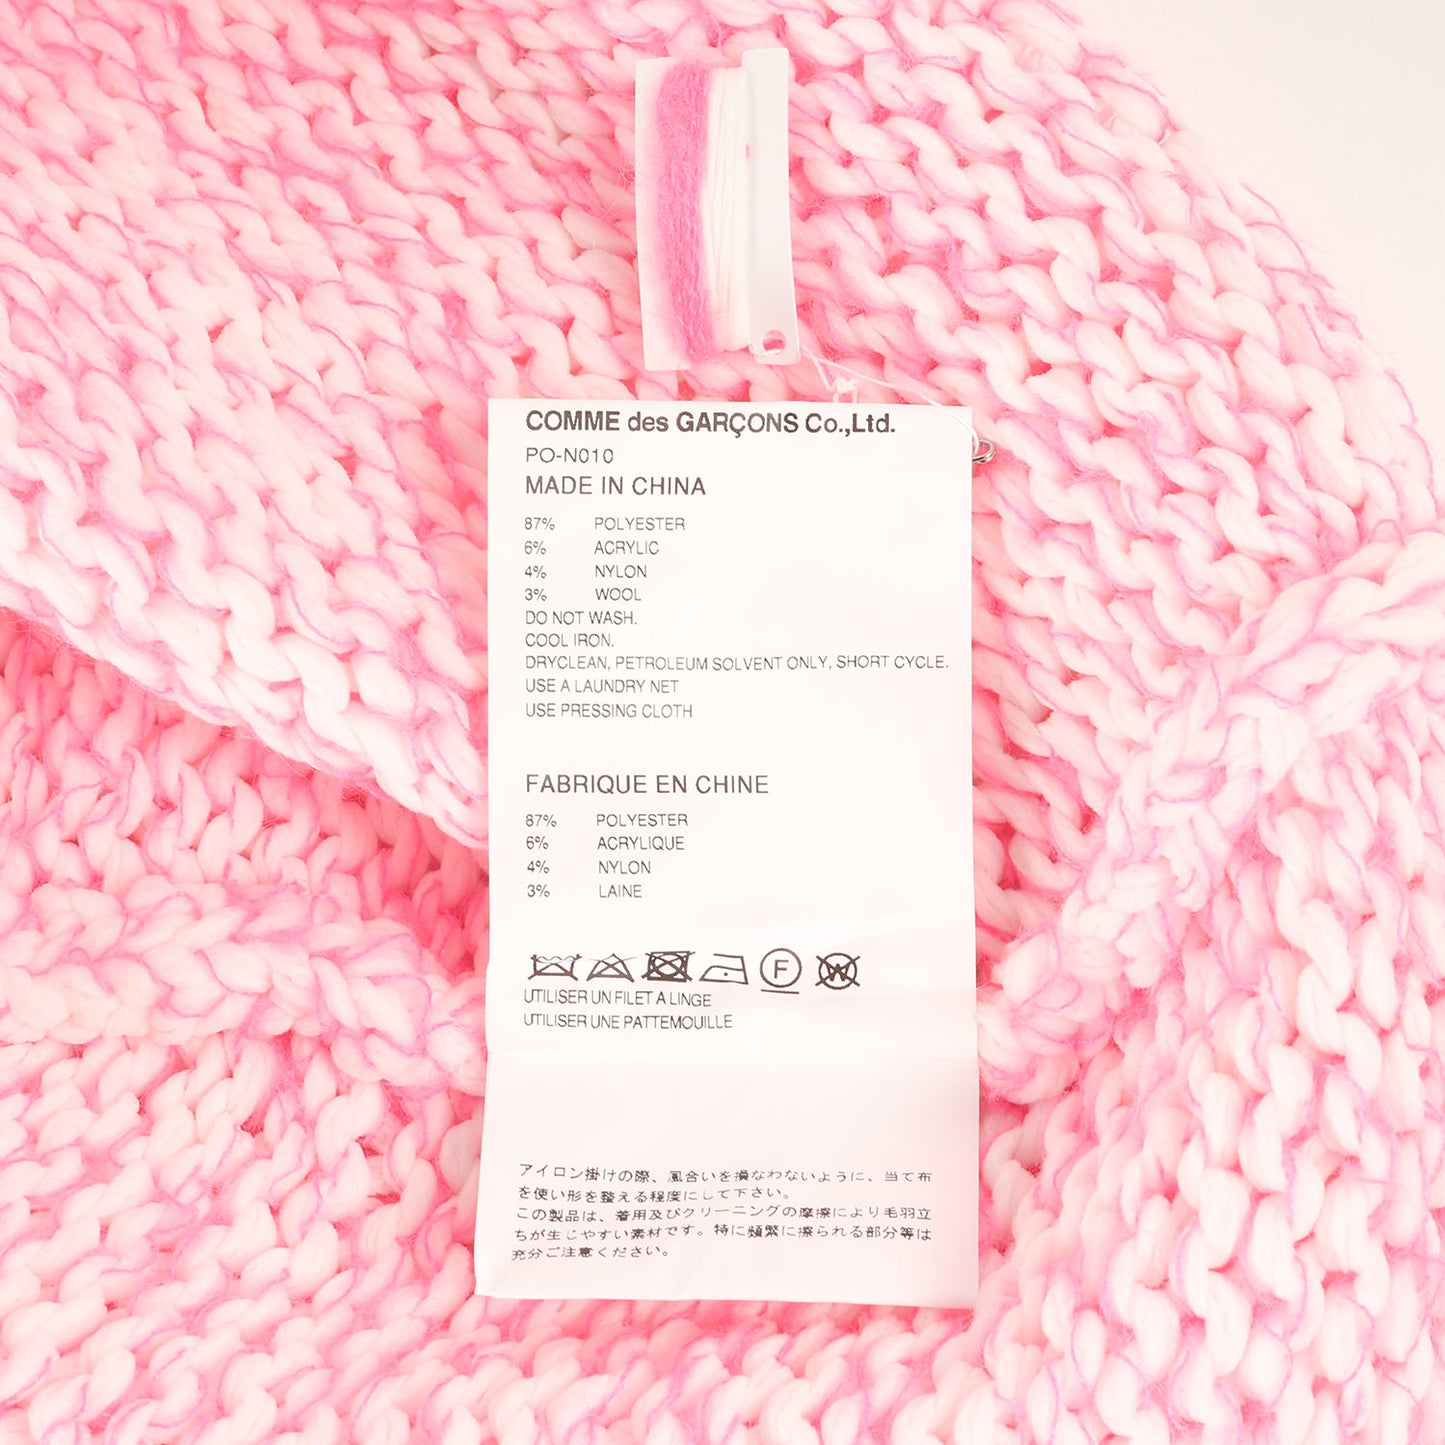 COMME des GARÇONS Co.,Ltd.
PO-N010
MADE IN CHINA
87% POLYESTER
6% ACRYLIC
4% NYLON
3% WOOL
DO NOT WASH.
COOL IRON.
DRYCLEAN, PETROLEUM SOLVENT ONLY, SHORT CYCLE.
USE A LAUNDRY NET
USE PRESSING CLOTH
FABRIQUE EN CHINE
87% POLYESTER
6% ACRYLIQUE
4% NYLON
3% LAINE
F W
UTILISER UN FILET A LINGE
UTILISER UNE PATTEMOUILLE
アイロン掛けの際、風合いを損なわないように、当て布
を使い形を整える程度にして下さい。
この製品は、着用及びクリーニングの摩擦により毛羽立
ちが生じやすい素材です。特に頻繁に擦られる部分等は
充分ご注意ください。